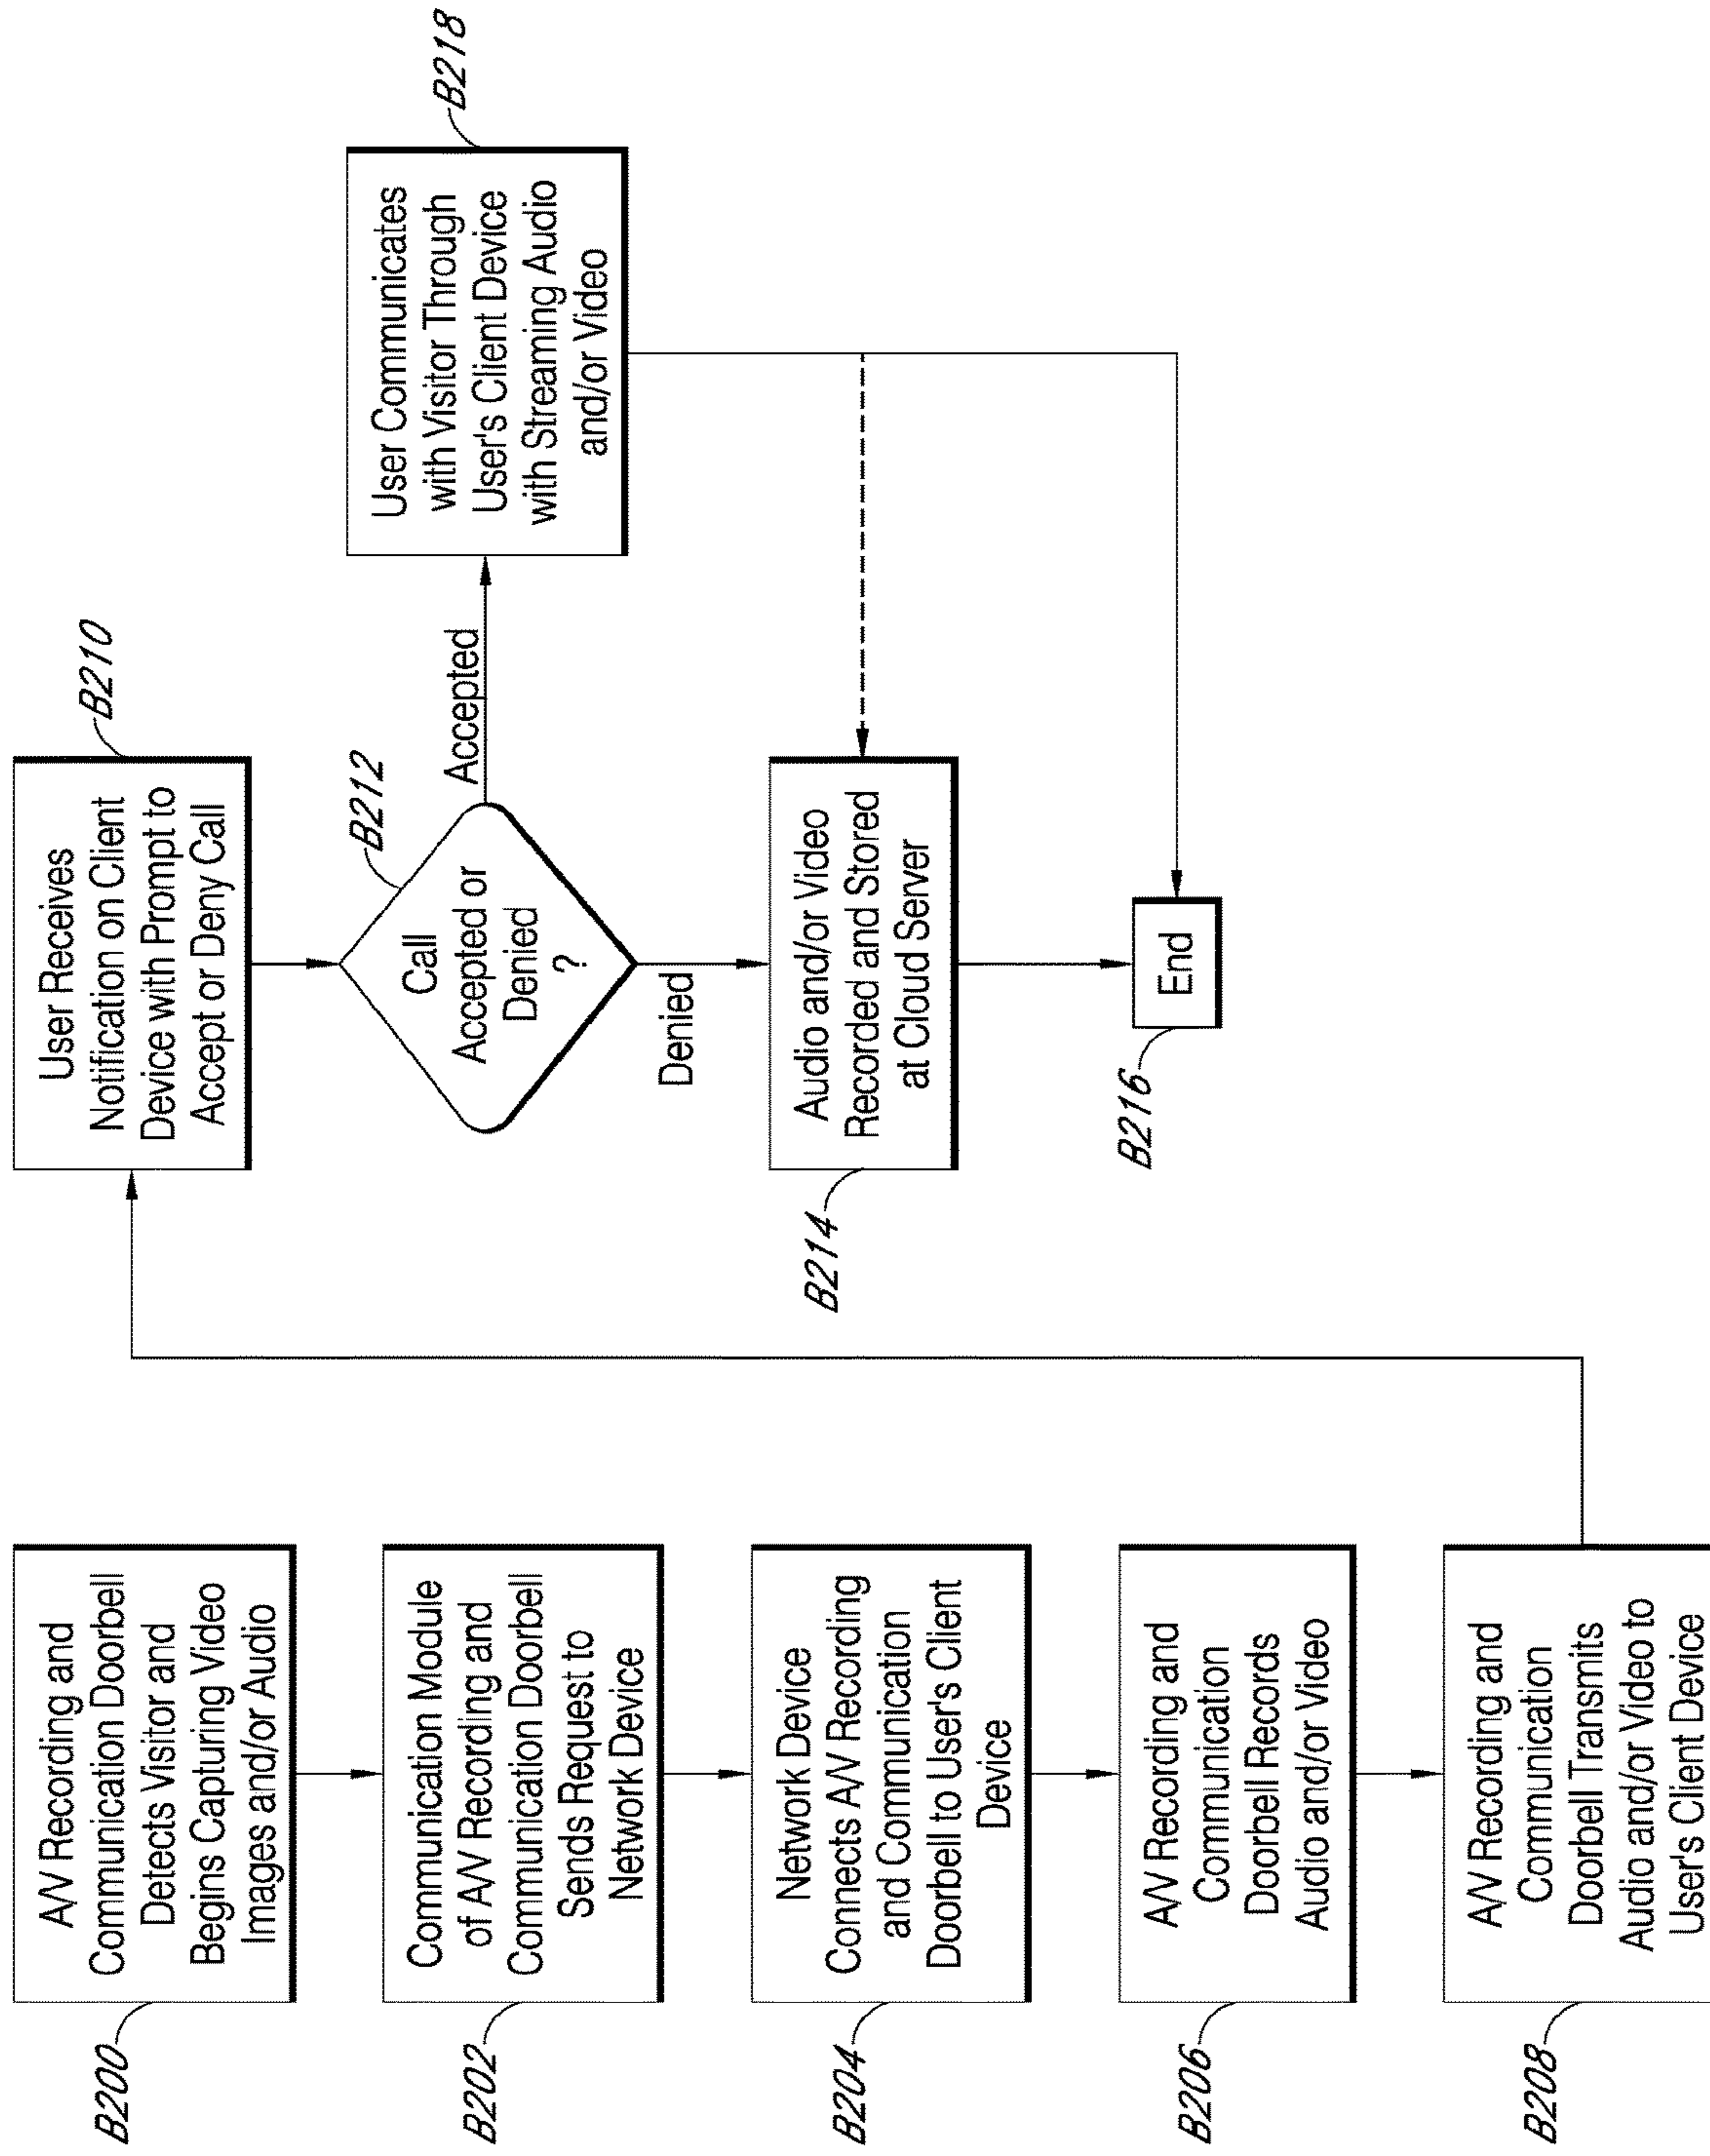 B200
A/V Recording and
Communication Doorbell
Detects Visitor and
Begins Capturing Video
Images and/or Audio
B202
Communication Module
of A/V Recording and
Communication Doorbell
Sends Request to
Network Device
B204
Network Device
Connects A/V Recording
and Communication
Doorbell to User's Client
Device
B206
A/V Recording and
Communication
Doorbell Records
Audio and/or Video
B208
A/V Recording and
Communication
Doorbell Transmits
Audio and/or Video to
User's Client Device
B210
User Receives
Notification on Client
Device with Prompt to
Accept or Deny Call
B212
Call
Accepted or
Denied
?
Accepted
Denied
B218
User Communicates
with Visitor Through
User's Client Device
with Streaming Audio
and/or Video
B214
Audio and/or Video
Recorded and Stored
at Cloud Server
B216
End